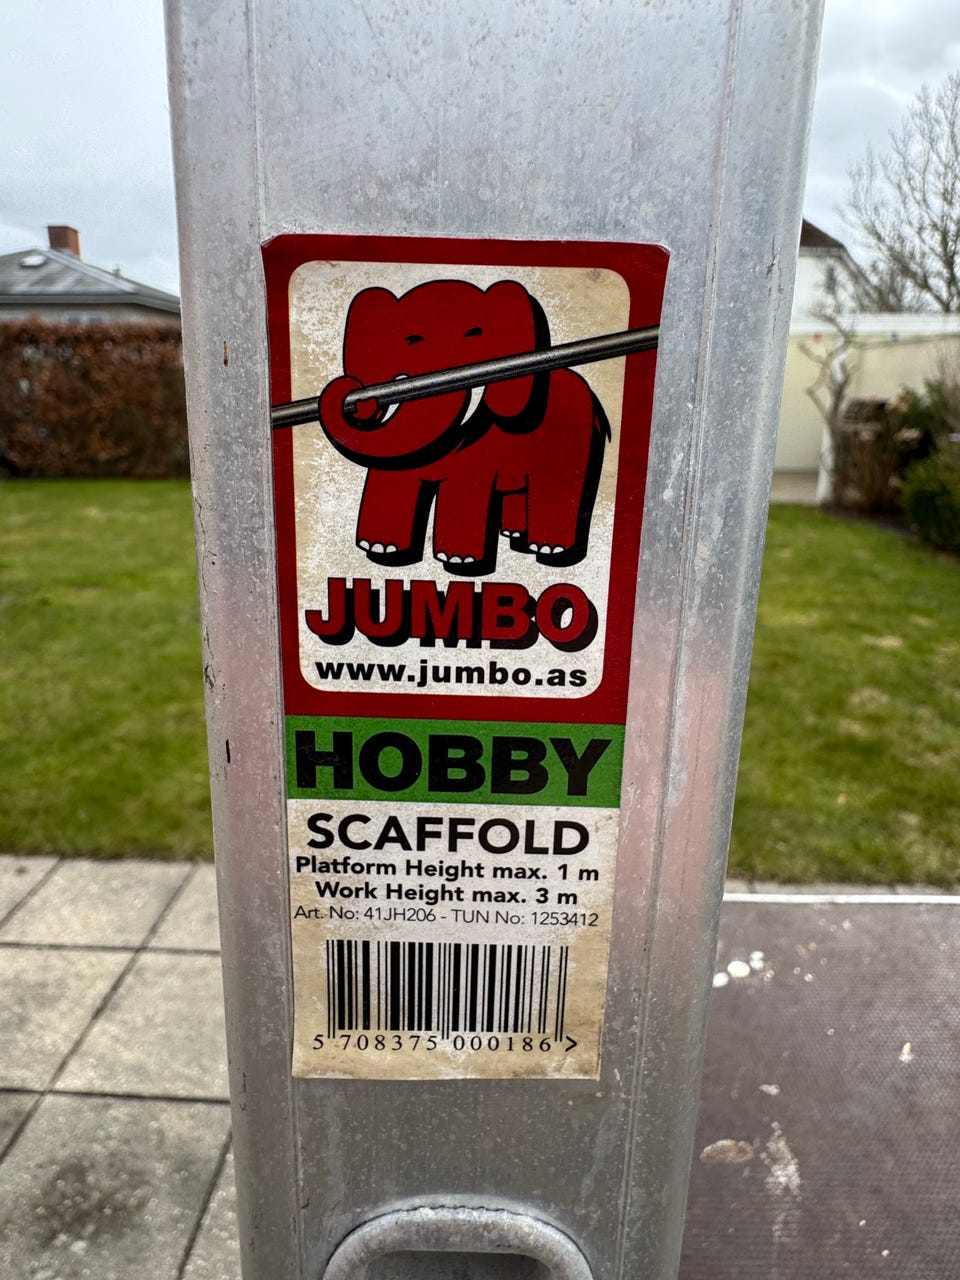 JUMBO
www.jumbo.as
HOBBY
SCAFFOLD
Platform Height max. 1 m
Work Height max. 3 m
Art. No: 41JH206 - TUN No: 1253412
5 708375 000186 >